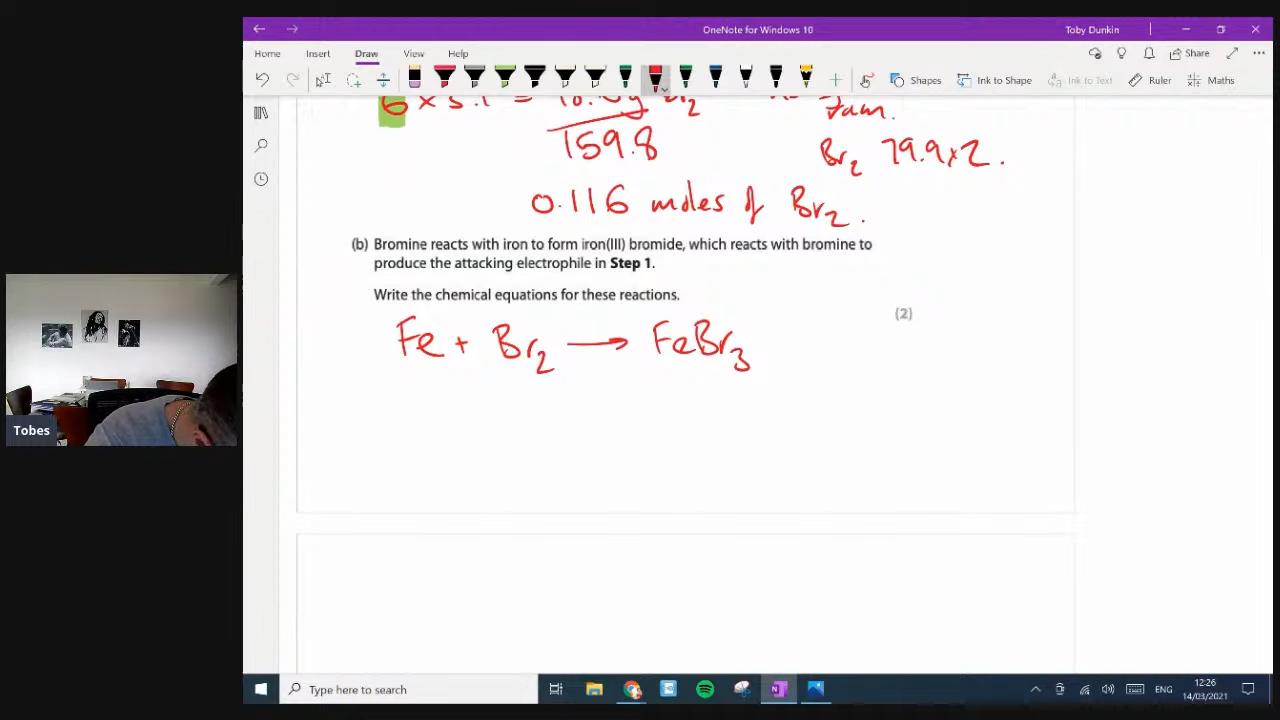 OneNote for Windows 10
Toby Dunkin
Home Insert Draw View Help
Share
Shapes Ink to Shape Ink to Text Ruler Maths
6 × 3.1 =
159.8
Br2 79.9×2.
0.116 moles of Br2.
(b) Bromine reacts with iron to form iron(III) bromide, which reacts with bromine to
produce the attacking electrophile in Step 1.
Write the chemical equations for these reactions.
(2)
Fe + Br2 → FeBr3
Tobes
Type here to search
ENG
12:26
14/03/2021